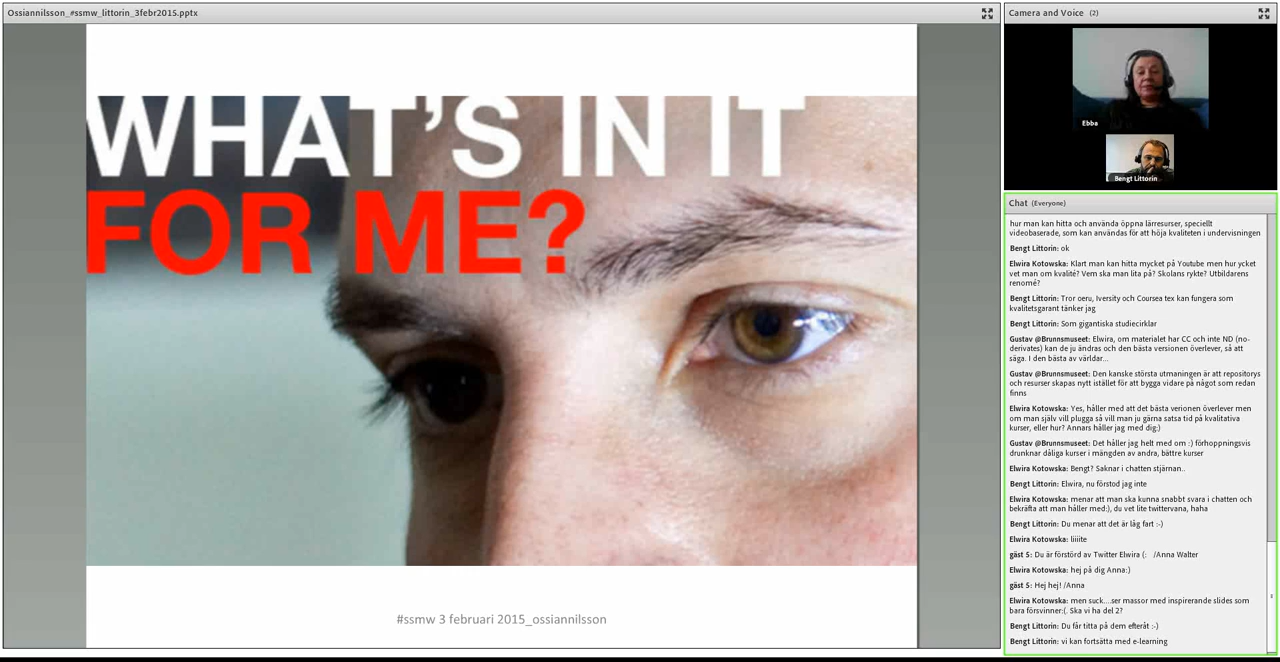 Ossiannilsson_#ssmw_littorin_3febr2015.pptx
WHAT'S IN IT
FOR ME?
#ssmw 3 februari 2015_ossiannilsson
Camera and Voice (2)
Ebba
Bengt Littorin
Chat (Everyone)
hur man kan hitta och använda öppna lärresurser, speciellt
videobaserade, som kan användas för att höja kvaliteten i undervisningen
Bengt Littorin: ok
Elwira Kotowska: Klart man kan hitta mycket på Youtube men hur ycket
vet man om kvalité? Vem ska man lita på? Skolans rykte? Utbildarens
renomé?
Bengt Littorin: Tror oeru, Iversity och Coursea tex kan fungera som
kvalitetsgarant tänker jag
Bengt Littorin: Som gigantiska studiecirklar
Gustav @Brunnsmuseet: Elwira, om materialet har CC och inte ND (no-
derivates) kan de ju ändras och den bästa versionen överlever, så att
säga. I den bästa av världar...
Gustav @Brunnsmuseet: Den kanske största utmaningen är att repositorys
och resurser skapas nytt istället för att bygga vidare på något som redan
finns
Elwira Kotowska: Yes, håller med att det bästa verionen överlever men
om man själv vill plugga så vill man ju gärna satsa tid på kvalitativa
kurser, eller hur? Annars håller jag med dig:)
Gustav @Brunnsmuseet: Det håller jag helt med om :) förhoppningsvis
drunknar dåliga kurser i mängden av andra, bättre kurser
Elwira Kotowska: Bengt? Saknar i chatten stjärnan..
Bengt Littorin: Elwira, nu förstod jag inte
Elwira Kotowska: menar att man ska kunna snabbt svara i chatten och
bekräfta att man håller med:), du vet lite twittervana, haha
Bengt Littorin: Du menar att det är låg fart :-)
Elwira Kotowska: liiiite
gäst 5: Du är förstörd av Twitter Elwira (: /Anna Walter
Elwira Kotowska: hej på dig Anna:)
gäst 5: Hej hej! /Anna
Elwira Kotowska: men suck....ser massor med inspirerande slides som
bara försvinner:(. Ska vi ha del 2?
Bengt Littorin: Du får titta på dem efteråt :-)
Bengt Littorin: vi kan fortsätta med e-learning